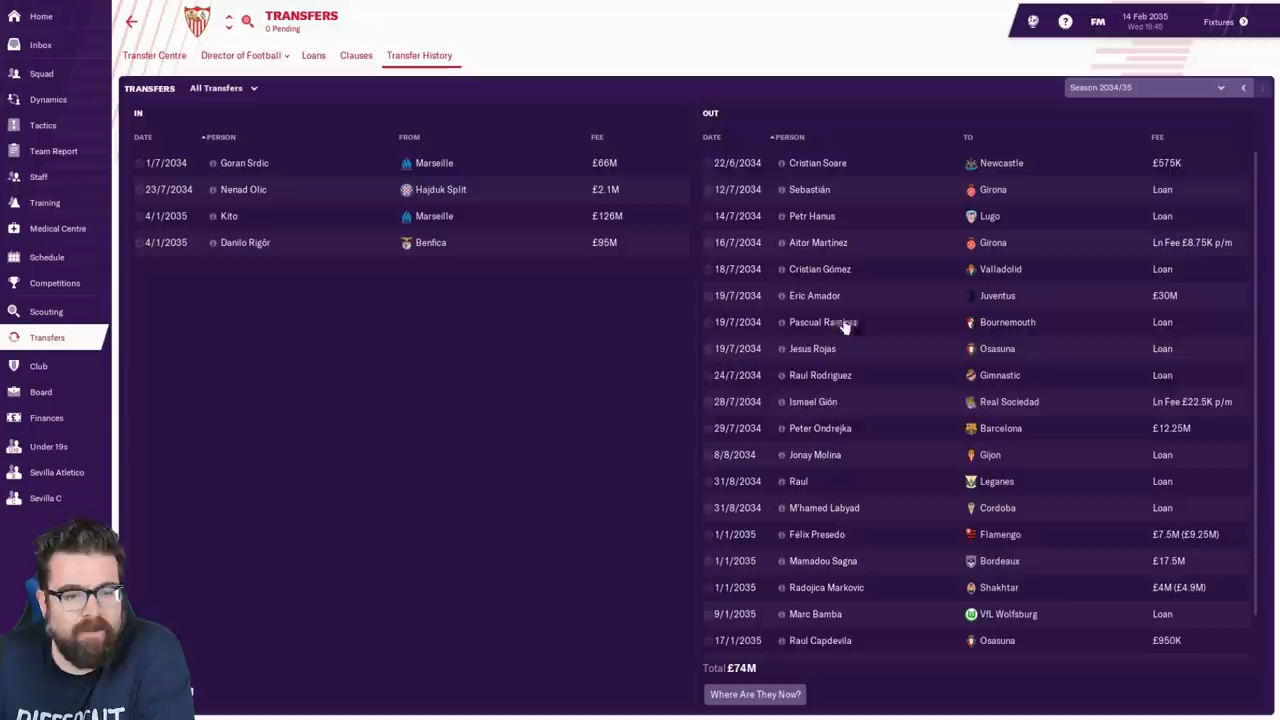 Home
Inbox
Squad
Dynamics
Tactics
Team Report
Staff
Training
Medical Centre
Schedule
Competitions
Scouting
Transfers
Club
Board
Finances
Under 19s
Sevilla Atletico
Sevilla C
TRANSFERS
0 Pending
FM
14 Feb 2035
Wed 19:45
Fixtures
Transfer Centre Director of Football Loans Clauses Transfer History
TRANSFERS All Transfers
Season 2034/35
IN
DATE PERSON FROM FEE
1/7/2034 Goran Srdic Marseille £66M
23/7/2034 Nenad Olic Hajduk Split £2.1M
4/1/2035 Kito Marseille £126M
4/1/2035 Danilo Rigôr Benfica £95M
OUT
DATE PERSON TO FEE
22/6/2034 Cristian Soare Newcastle £575K
12/7/2034 Sebastián Girona Loan
14/7/2034 Petr Hanus Lugo Loan
16/7/2034 Aitor Martínez Girona Ln Fee £8.75K p/m
18/7/2034 Cristian Gómez Valladolid Loan
19/7/2034 Eric Amador Juventus £30M
19/7/2034 Pascual Bournemouth Loan
19/7/2034 Jesus Rojas Osasuna Loan
24/7/2034 Raul Rodriguez Gimnastic Loan
28/7/2034 Ismael Gión Real Sociedad Ln Fee £22.5K p/m
29/7/2034 Peter Ondrejka Barcelona £12.25M
8/8/2034 Jonay Molina Gijon Loan
31/8/2034 Raul Leganes Loan
31/8/2034 M'hamed Labyad Cordoba Loan
1/1/2035 Félix Presedo Flamengo £7.5M (£9.25M)
1/1/2035 Mamadou Sagna Bordeaux £17.5M
1/1/2035 Radojica Markovic Shakhtar £4M (£4.9M)
9/1/2035 Marc Bamba VfL Wolfsburg Loan
17/1/2035 Raul Capdevila Osasuna £950K
Total £74M
Where Are They Now?